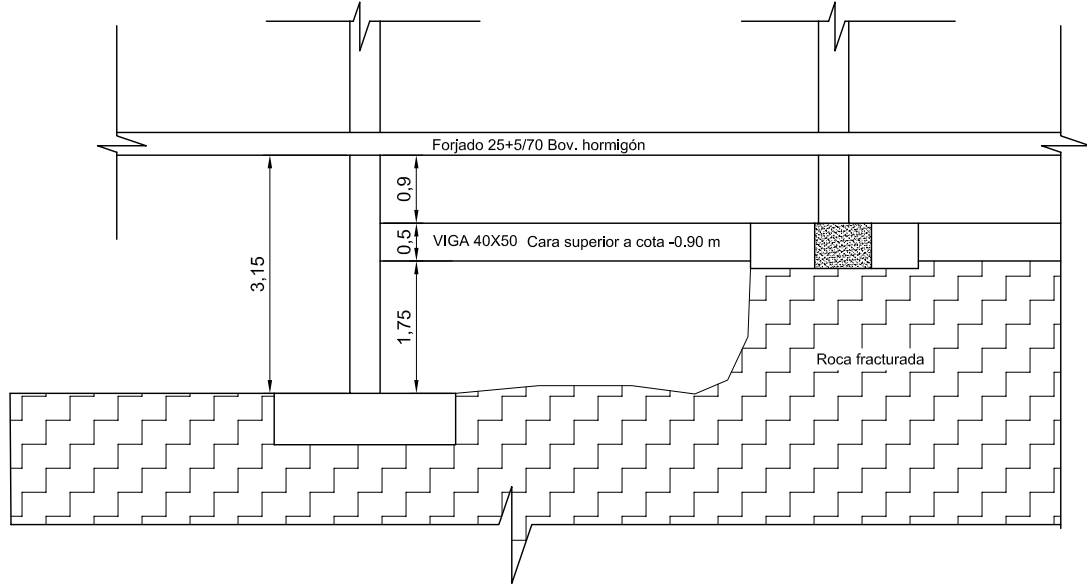 Forjado 25+5/70 Bov. hormigón
0,9
0,5
VIGA 40X50 Cara superior a cota -0.90 m
3,15
1,75
Roca fracturada